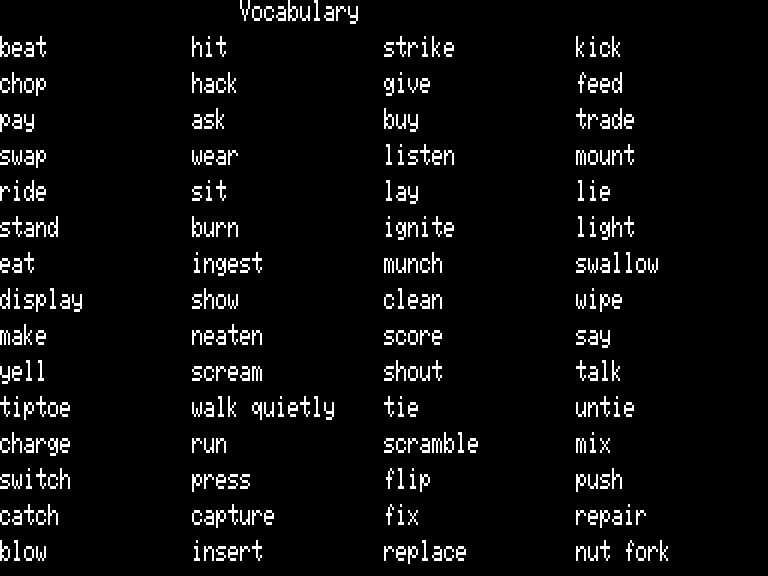 Vocabulary
beat hit strike kick
chop hack give feed
pay ask buy trade
swap wear listen mount
ride sit lay lie
stand burn ignite light
eat ingest munch swallow
display show clean wipe
make neaten score say
yell scream shout talk
tiptoe walk quietly tie untie
charge run scramble mix
switch press flip push
catch capture fix repair
blow insert replace nut fork